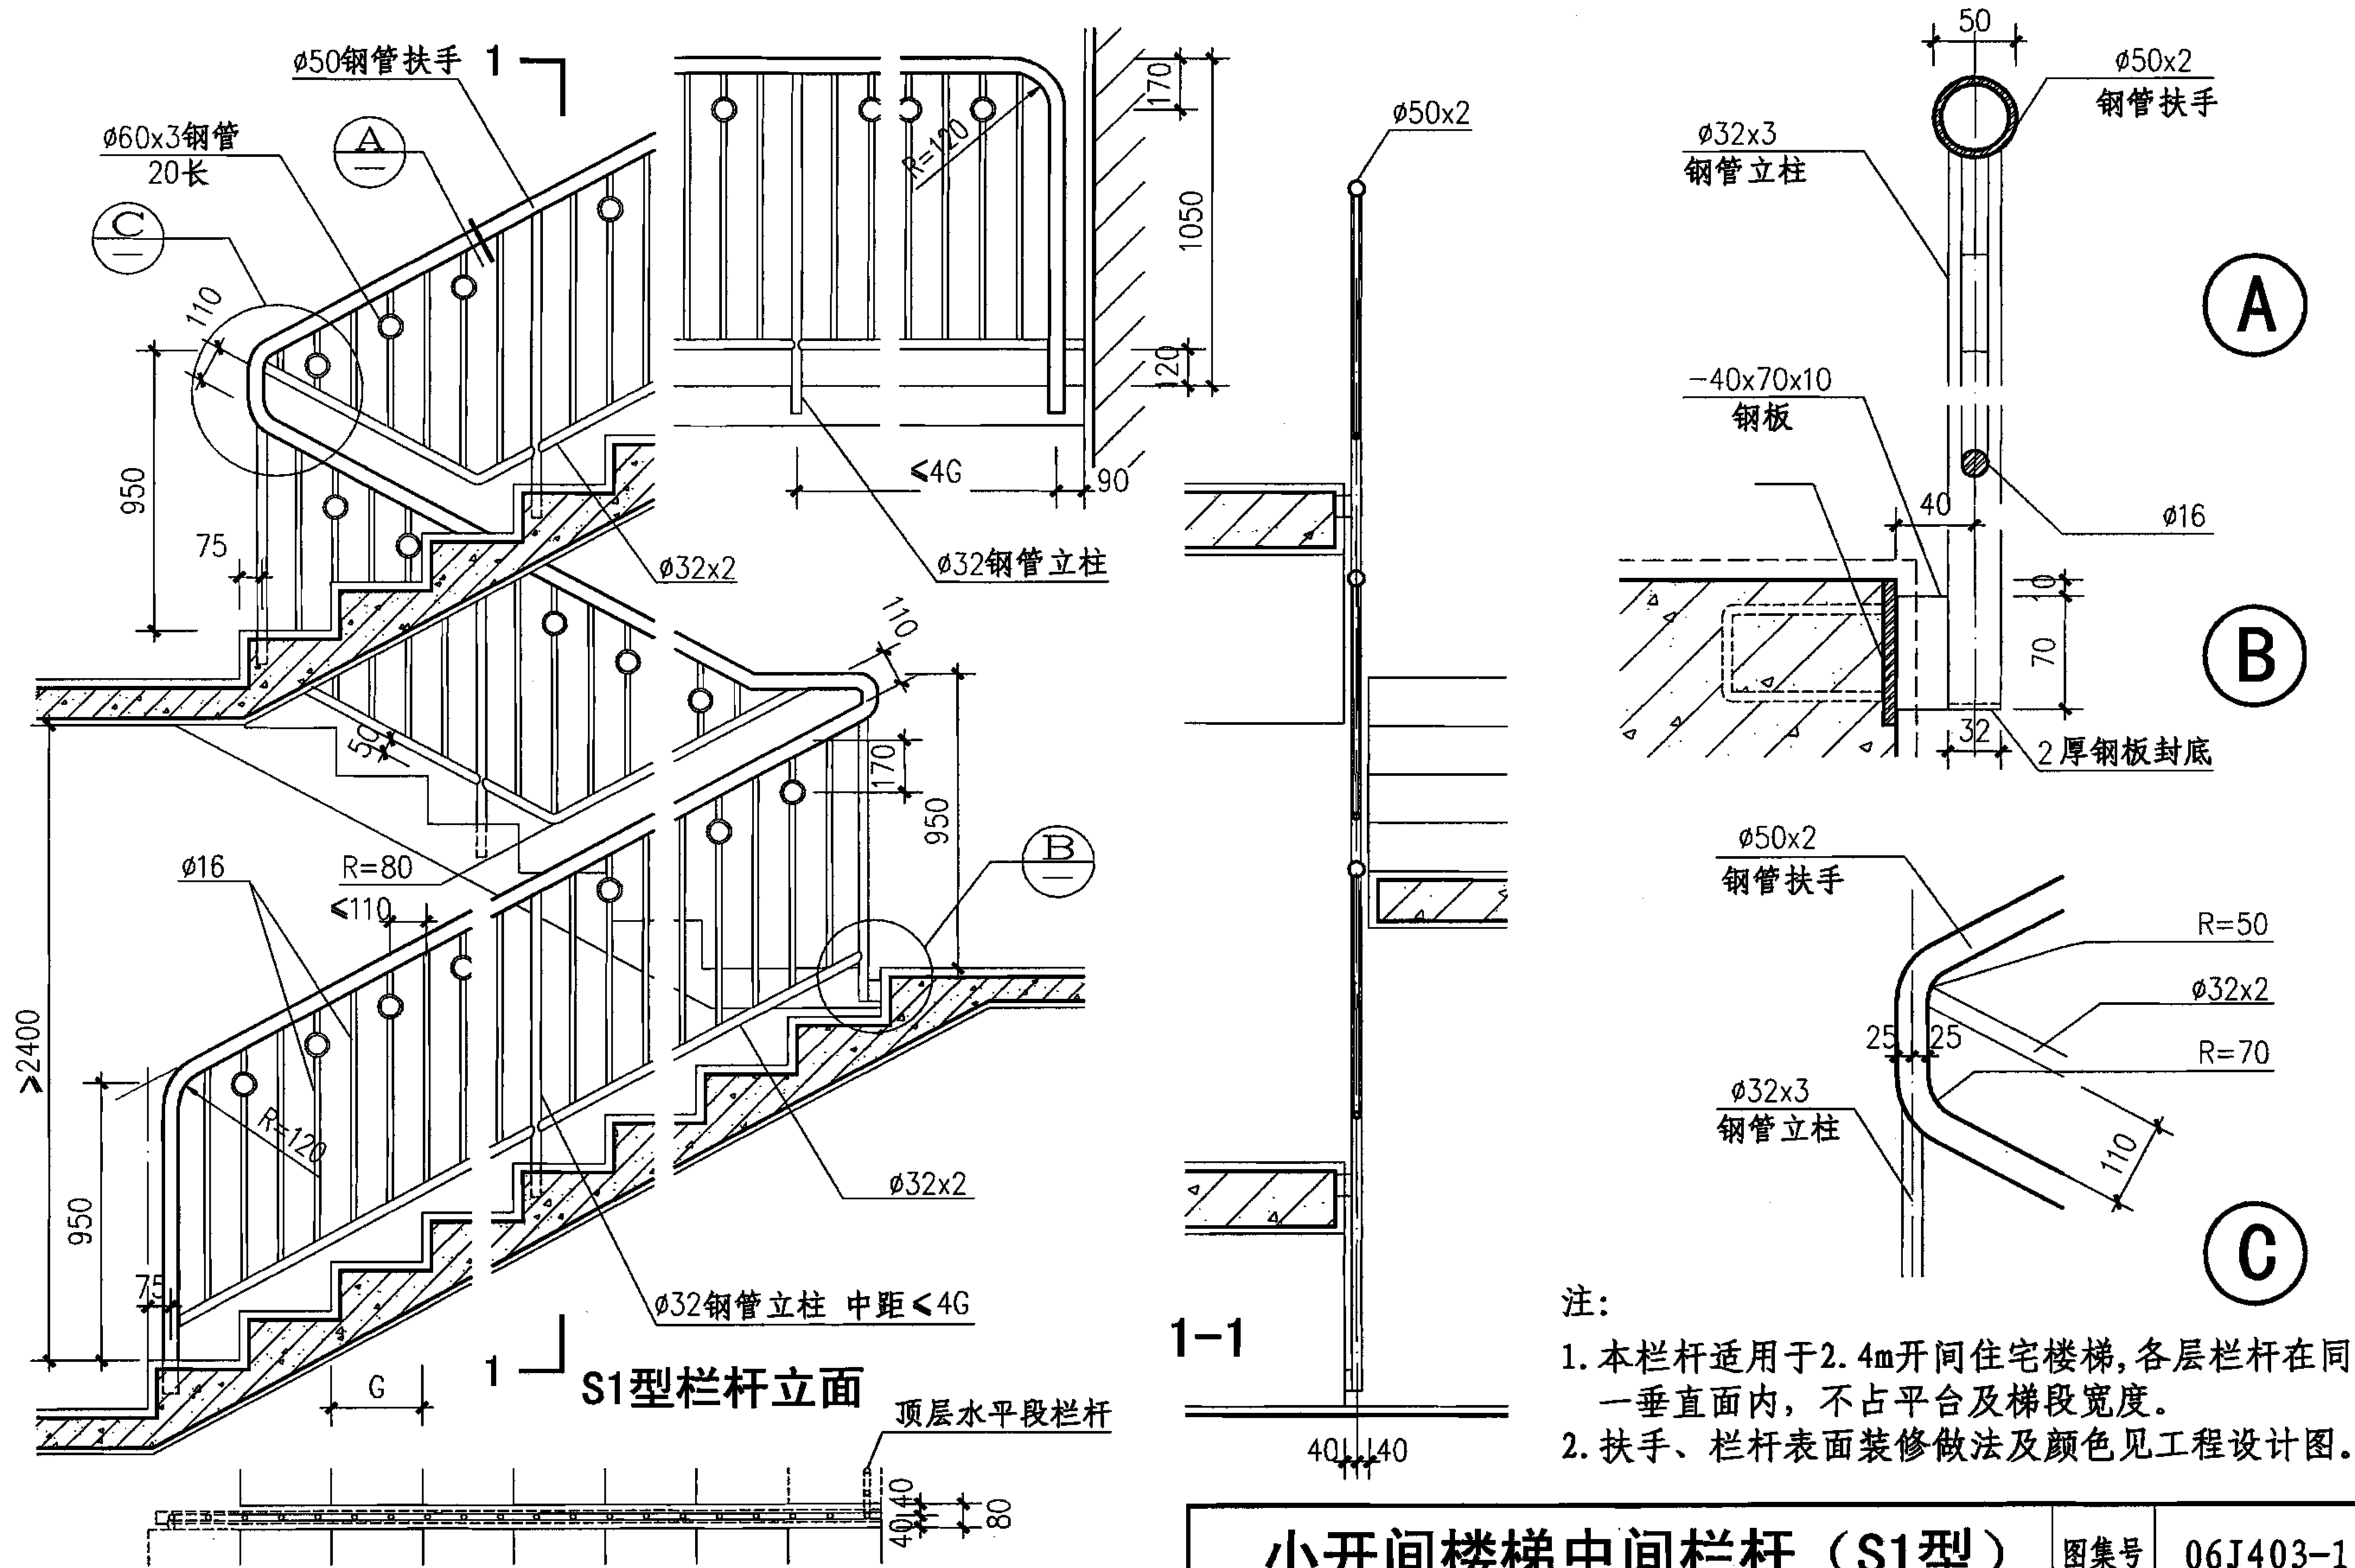 ø50钢管扶手
1
ø60x3钢管
20长
A
C
110
950
75
ø32x2
R=120
170
1050
120
≤4G
90
ø32钢管立柱
110
50
170
950
B
ø16
R=80
≤110
≥2400
R=120
950
75
ø32x2
ø32钢管立柱 中距≤4G
G
1
S1型栏杆立面
顶层水平段栏杆
40
40
80
ø50x2
1-1
40
40
50
ø50x2
钢管扶手
ø32x3
钢管立柱
A
-40x70x10
钢板
40
ø16
10
70
32
2厚钢板封底
B
ø50x2
钢管扶手
R=50
ø32x2
25
25
R=70
ø32x3
钢管立柱
110
C
注:
1.本栏杆适用于2.4m开间住宅楼梯,各层栏杆在同
一垂直面内，不占平台及梯段宽度。
2.扶手、栏杆表面装修做法及颜色见工程设计图。
小开间楼梯中间栏杆（S1型）
图集号
06J403-1